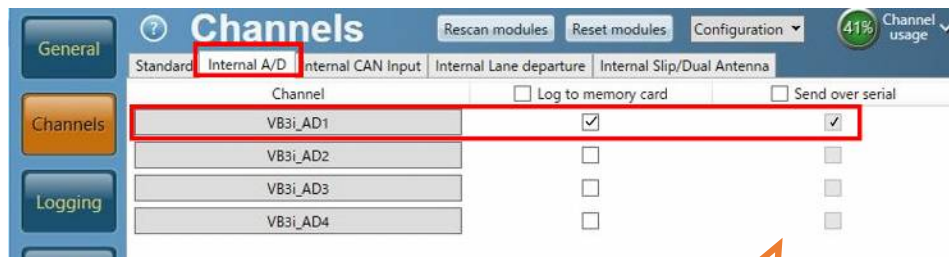 General
Channels
Logging
? Channels Rescan modules Reset modules Configuration 41% Channel usage
Standard Internal A/D Internal CAN Input Internal Lane departure Internal Slip/Dual Antenna
Channel Log to memory card Send over serial
VB3i_AD1
VB3i_AD2
VB3i_AD3
VB3i_AD4